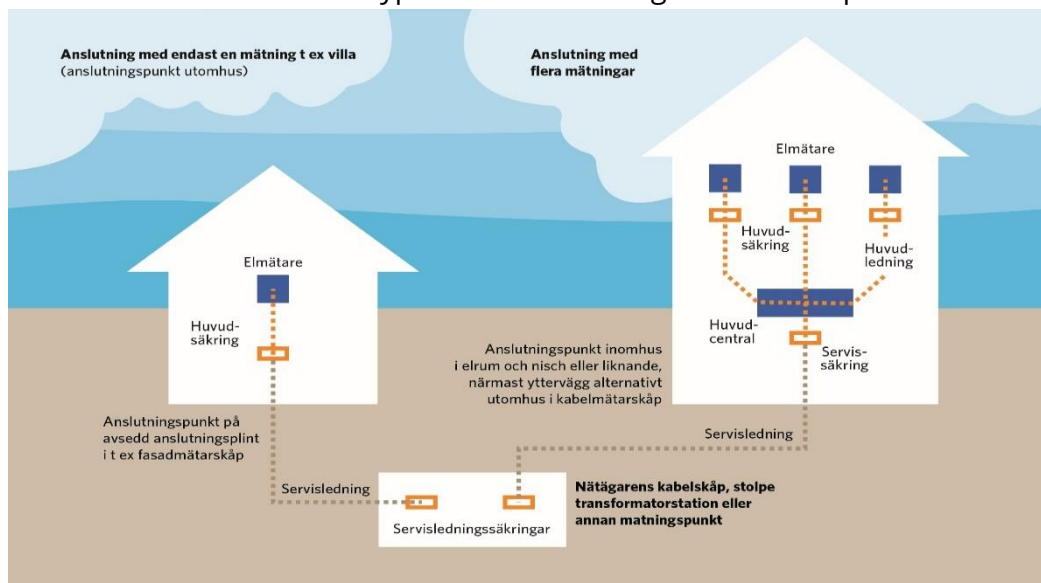 Anslutning med endast en mätning t ex villa
(anslutningspunkt utomhus)
Elmätare
Huvud-
säkring
Anslutningspunkt på
avsedd anslutningsplint
i t ex fasadmätarskåp
Servisledning
Servisledningssäkringar
Anslutning med
flera mätningar
Elmätare
Huvud-
säkring
Huvud-
ledning
Huvud-
central
Servis-
säkring
Anslutningspunkt inomhus
i elrum och nisch eller liknande,
närmast yttervägg alternativt
utomhus i kabelmätarskåp
Servisledning
Nätägarens kabelskåp, stolpe
transformatorstation eller
annan matningspunkt